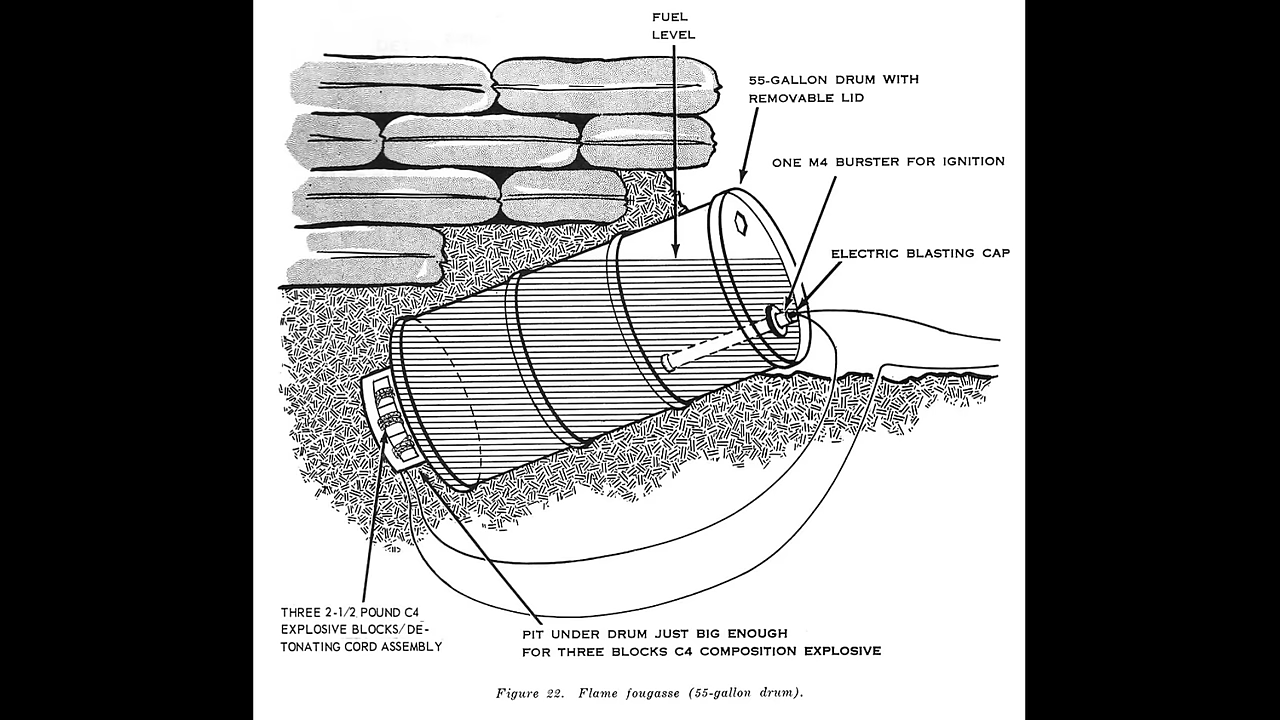 FUEL
LEVEL
55-GALLON DRUM WITH
REMOVABLE LID
ONE M4 BURSTER FOR IGNITION
ELECTRIC BLASTING CAP
THREE 2-1/2 POUND C4
EXPLOSIVE BLOCKS/DE-
TONATING CORD ASSEMBLY
PIT UNDER DRUM JUST BIG ENOUGH
FOR THREE BLOCKS C4 COMPOSITION EXPLOSIVE
Figure 22. Flame fougasse (55-gallon drum).